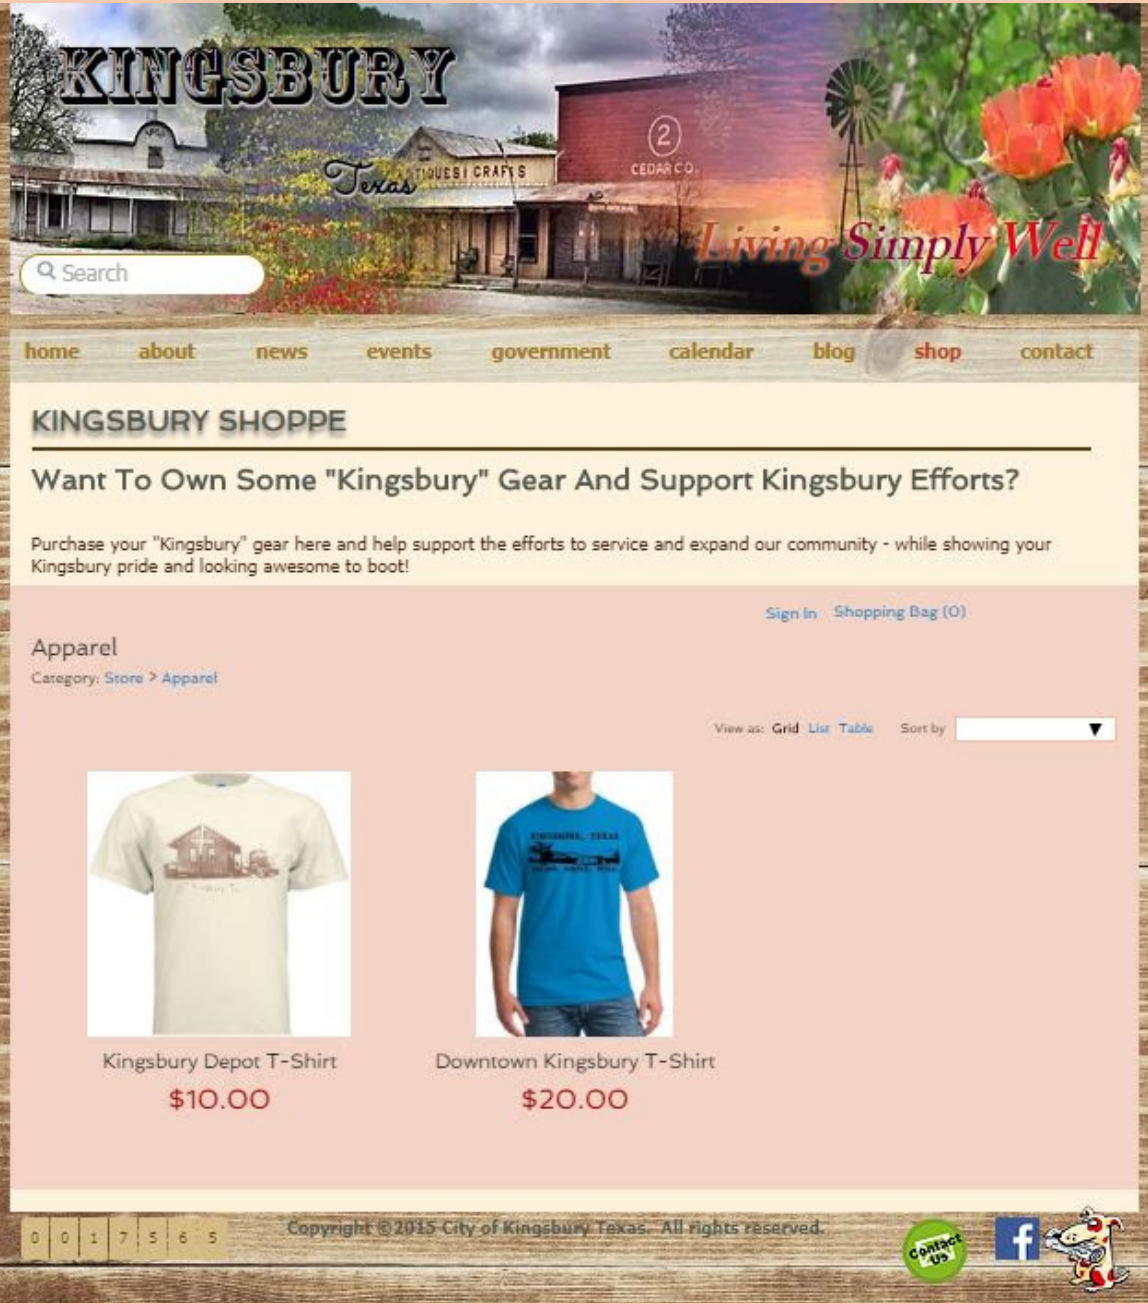 KINGSBURY
Texas
CRAFTS
2
CEDAR CO.
Living Simply Well
Search
home about news events government calendar blog shop contact
KINGSBURY SHOPPE
Want To Own Some "Kingsbury" Gear And Support Kingsbury Efforts?
Purchase your "Kingsbury" gear here and help support the efforts to service and expand our community - while showing your
Kingsbury pride and looking awesome to boot!
Sign In Shopping Bag (0)
Apparel
Category: Store > Apparel
View as: Grid List Table Sort by
KINGSBURY, TEXAS
Kingsbury Depot T-Shirt
$10.00
Downtown Kingsbury T-Shirt
$20.00
0 0 1 7 5 6 5
Copyright ©2015 City of Kingsbury Texas. All rights reserved.
Contact
Us
f